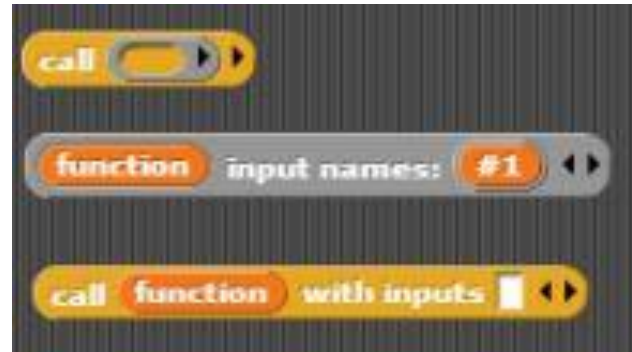 call
function input names: #1
call function with inputs